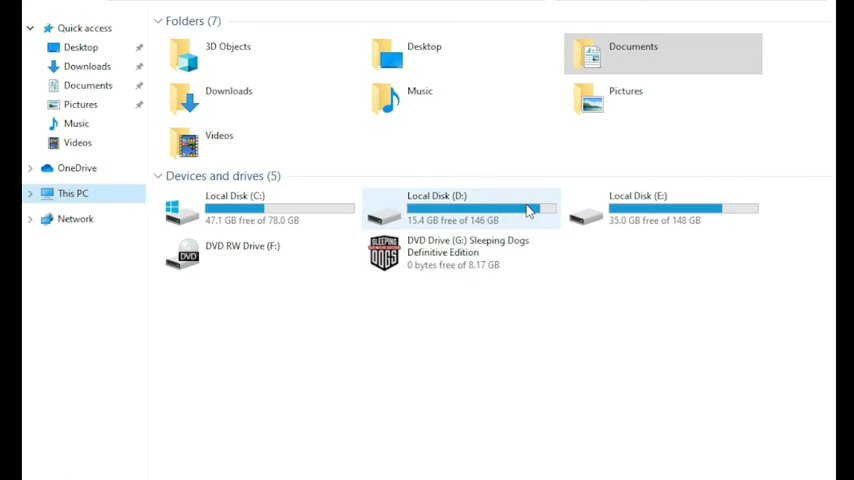 Quick access
Desktop
Downloads
Documents
Pictures
Music
Videos
OneDrive
This PC
Network
Folders (7)
3D Objects
Desktop
Documents
Downloads
Music
Pictures
Videos
Devices and drives (5)
Local Disk (C:)
47.1 GB free of 78.0 GB
Local Disk (D:)
15.4 GB free of 146 GB
Local Disk (E:)
35.0 GB free of 148 GB
DVD
DVD RW Drive (F:)
SLEEPING
DOGS
DVD Drive (G:) Sleeping Dogs
Definitive Edition
0 bytes free of 8.17 GB